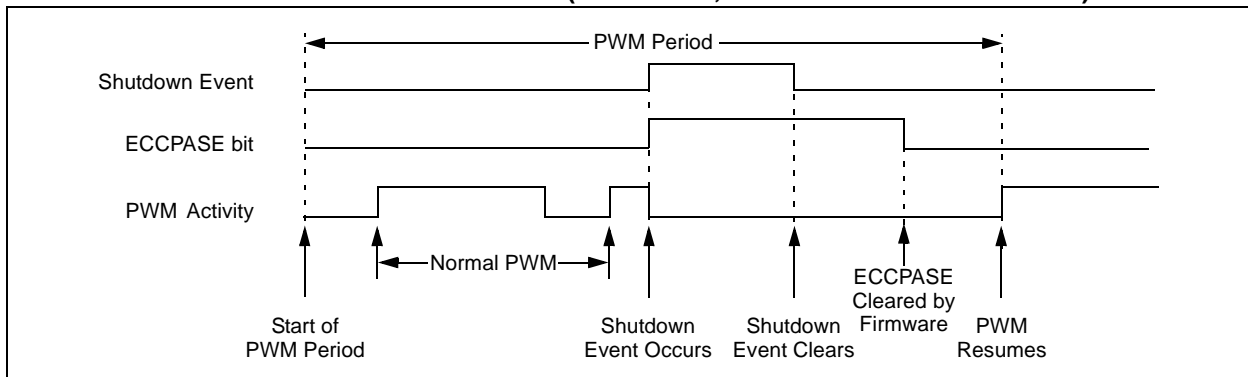 PWM Period
Shutdown Event
ECCPASE bit
PWM Activity
Normal PWM
Start of
PWM Period
Shutdown
Event Occurs
Shutdown
Event Clears
ECCPASE
Cleared by
Firmware
PWM
Resumes